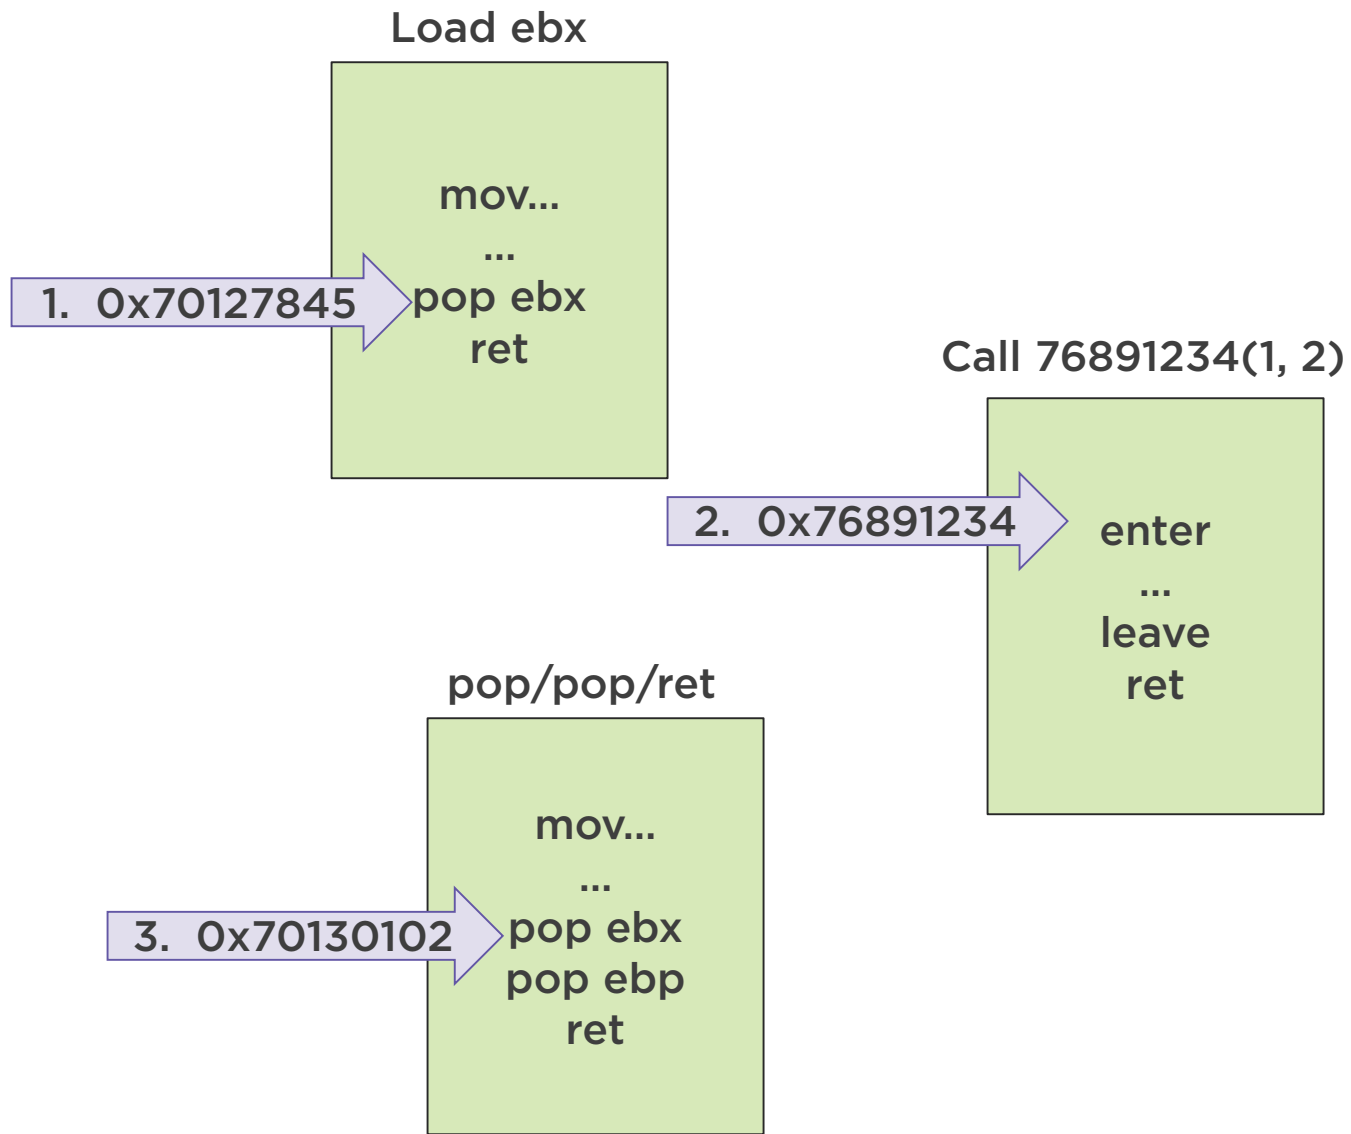 Load ebx
mov...
...
1. 0x70127845
pop ebx
ret
Call 76891234(1, 2)
2. 0x76891234
enter
...
leave
ret
pop/pop/ret
mov...
...
3. 0x70130102
pop ebx
pop ebp
ret